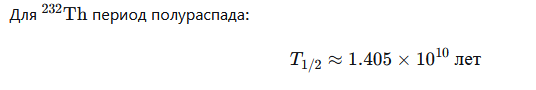 Для ²³²Th период полураспада:
T₁/₂ ≈ 1.405 × 10¹⁰ лет